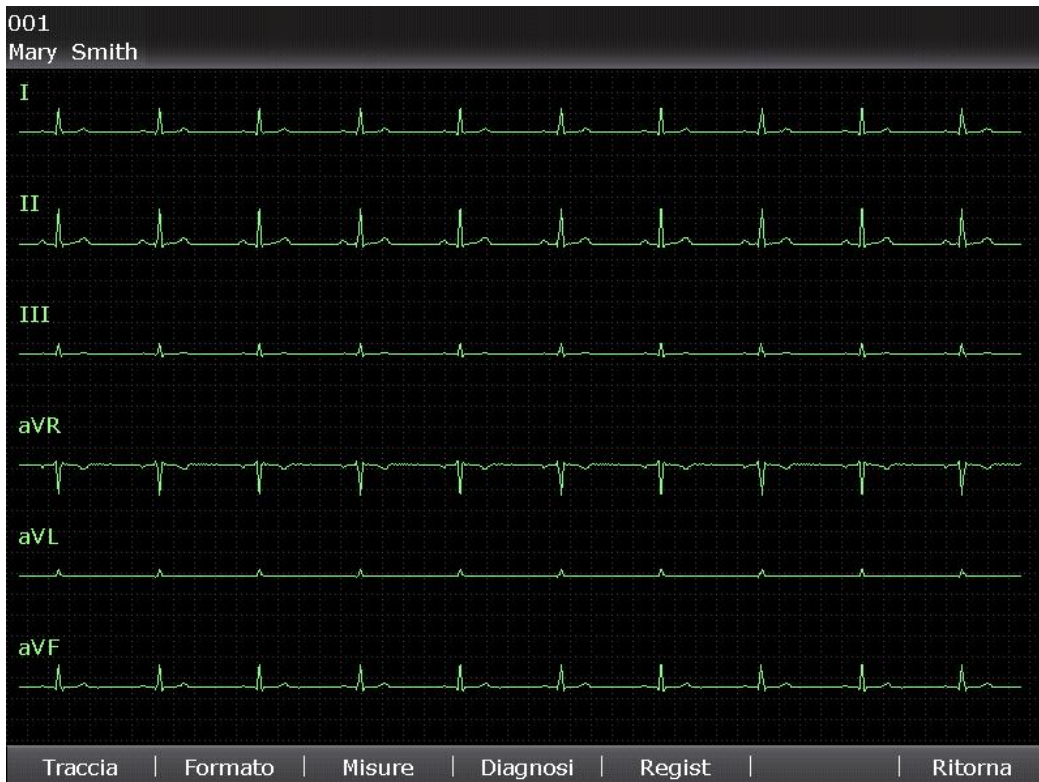 001
Mary Smith
I
II
III
aVR
aVL
aVF
Traccia | Formato | Misure | Diagnosi | Regist | | Ritorna